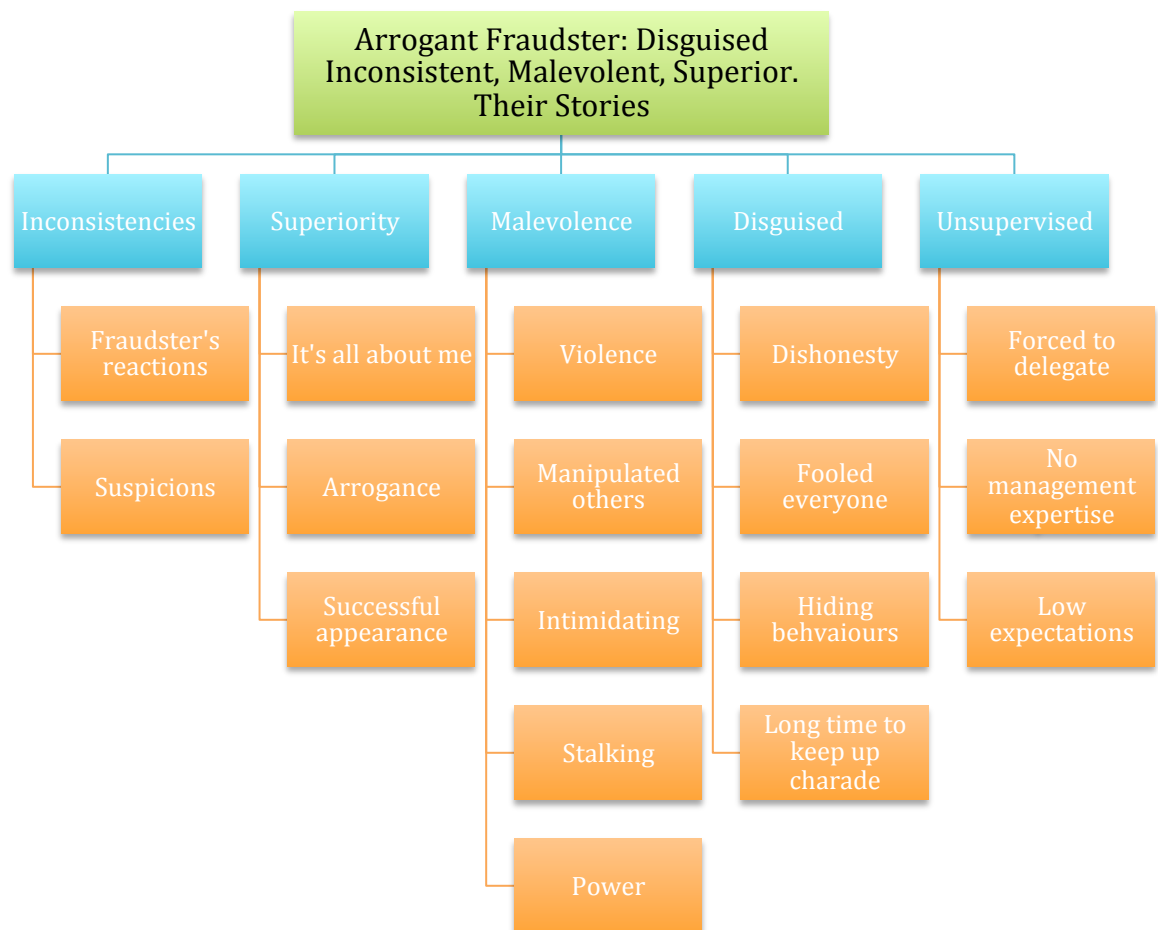 Arrogant Fraudster: Disguised
Inconsistent, Malevolent, Superior.
Their Stories
Inconsistencies
Fraudster's
reactions
Suspicions
Superiority
It's all about me
Arrogance
Successful
appearance
Malevolence
Violence
Manipulated
others
Intimidating
Stalking
Power
Disguised
Dishonesty
Fooled
everyone
Hiding
behvaiours
Long time to
keep up
charade
Unsupervised
Forced to
delegate
No
management
expertise
Low
expectations